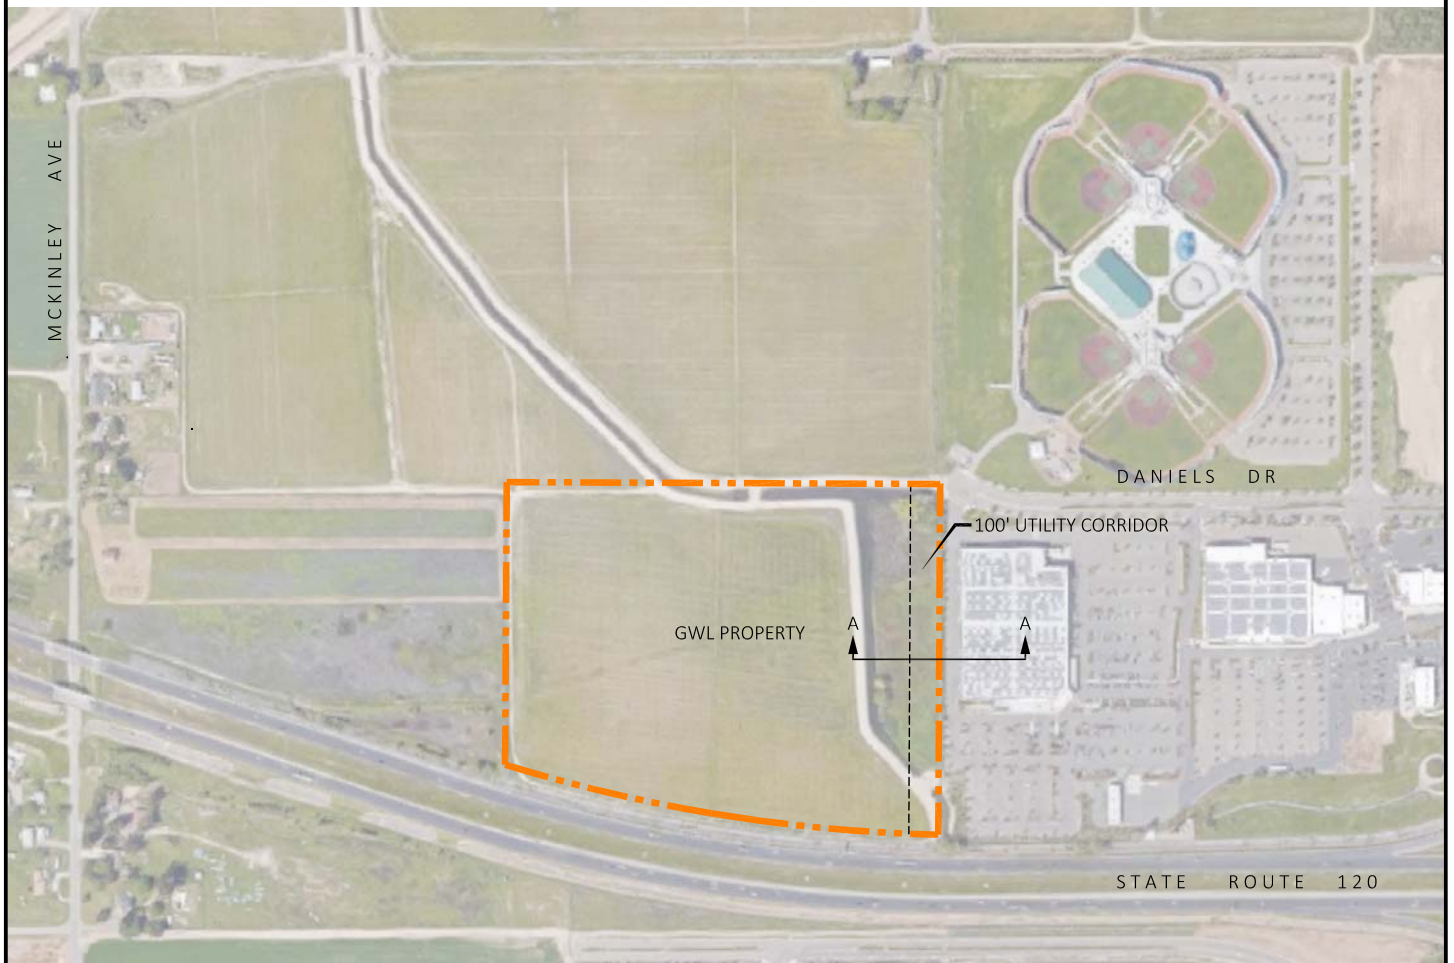 MCKINLEY AVE
DANIELS DR
100' UTILITY CORRIDOR
GWL PROPERTY
A
A
STATE ROUTE 120